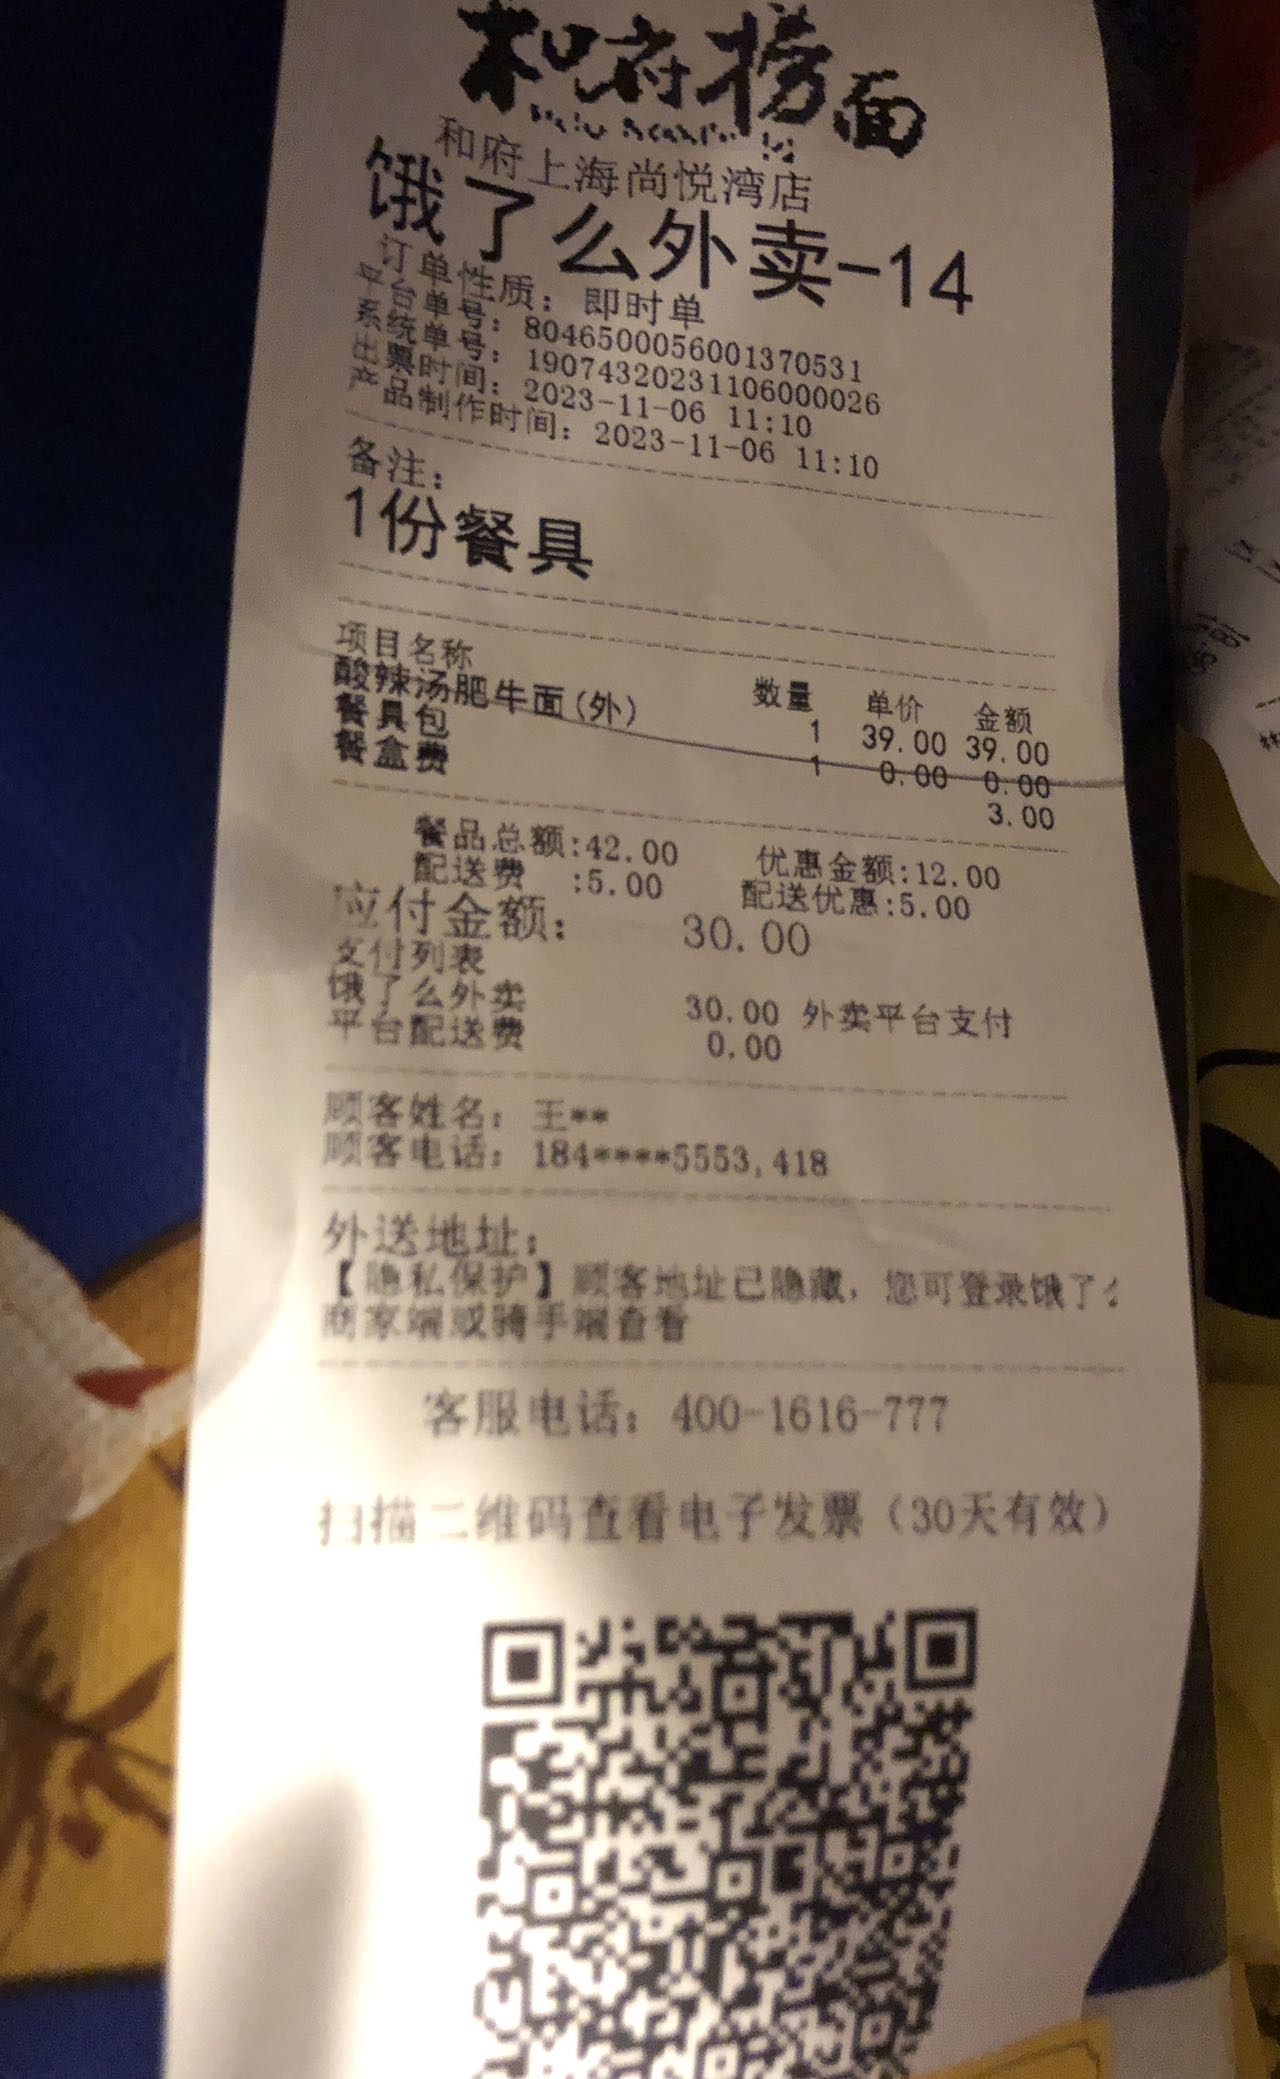 和府捞面
和府上海尚悦湾店
饿了么外卖-14
订单性质：即时单
平台单号：8046500056001370531
系统单号：19074320231106000026
出票时间：2023-11-06 11:10
产品制作时间：2023-11-06 11:10
备注：
1份餐具
项目名称 数量 单价 金额
酸辣汤肥牛面(外) 1 39.00 39.00
餐具包 1 0.00 0.00
餐盒费 3.00
餐品总额:42.00 优惠金额:12.00
配送费 :5.00 配送优惠:5.00
应付金额： 30.00
支付列表
饿了么外卖 30.00 外卖平台支付
平台配送费 0.00
顾客姓名：王**
顾客电话：184****5553,418
外送地址：
【隐私保护】顾客地址已隐藏，您可登录饿了么
商家端或骑手端查看
客服电话：400-1616-777
扫描二维码查看电子发票（30天有效）